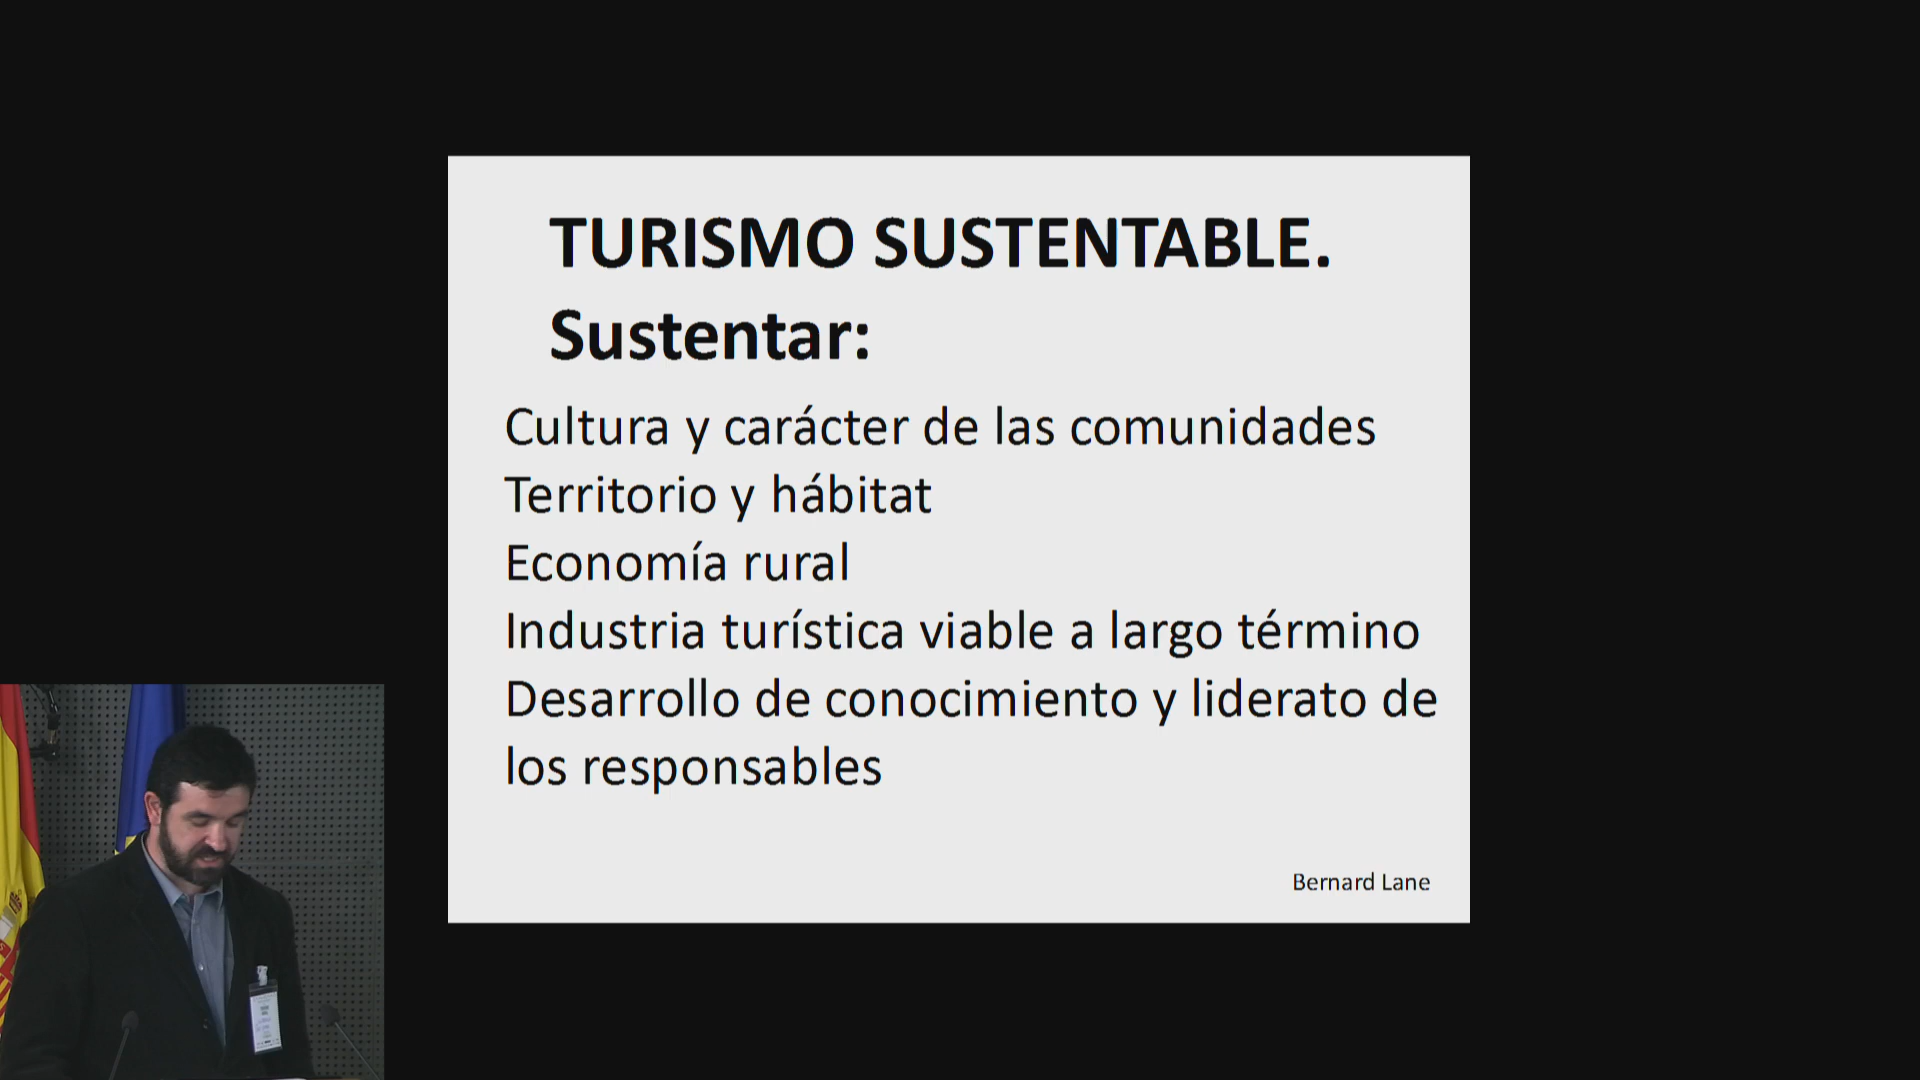 TURISMO SUSTENTABLE.
Sustentar:
Cultura y carácter de las comunidades
Territorio y hábitat
Economía rural
Industria turística viable a largo término
Desarrollo de conocimiento y liderato de
los responsables
Bernard Lane